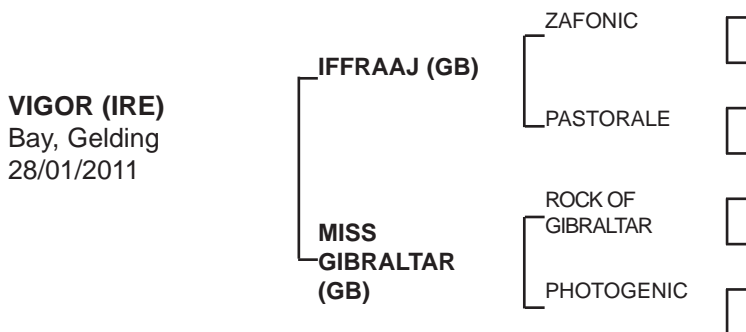 VIGOR (IRE)
Bay, Gelding
28/01/2011
IFFRAAJ (GB)
MISS
GIBRALTAR
(GB)
ZAFONIC
PASTORALE
ROCK OF
GIBRALTAR
PHOTOGENIC